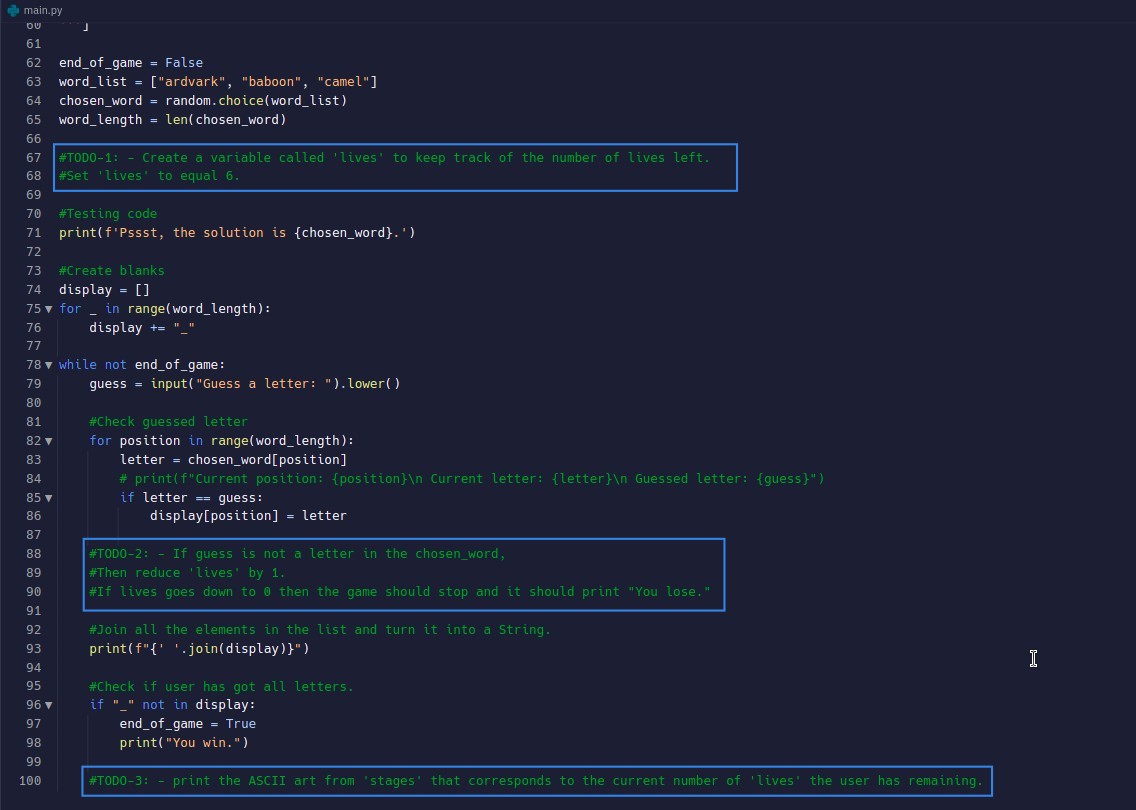 main.py
60 ''']
61
62 end_of_game = False
63 word_list = ["ardvark", "baboon", "camel"]
64 chosen_word = random.choice(word_list)
65 word_length = len(chosen_word)
66
67 #TODO-1: - Create a variable called 'lives' to keep track of the number of lives left.
68 #Set 'lives' to equal 6.
69
70 #Testing code
71 print(f'Pssst, the solution is {chosen_word}.')
72
73 #Create blanks
74 display = []
75 for _ in range(word_length):
76     display += "_"
77
78 while not end_of_game:
79     guess = input("Guess a letter: ").lower()
80
81     #Check guessed letter
82     for position in range(word_length):
83         letter = chosen_word[position]
84         # print(f"Current position: {position}\n Current letter: {letter}\n Guessed letter: {guess}")
85         if letter == guess:
86             display[position] = letter
87
88     #TODO-2: - If guess is not a letter in the chosen_word,
89     #Then reduce 'lives' by 1.
90     #If lives goes down to 0 then the game should stop and it should print "You lose."
91
92     #Join all the elements in the list and turn it into a String.
93     print(f"{' '.join(display)}")
94
95     #Check if user has got all letters.
96     if "_" not in display:
97         end_of_game = True
98         print("You win.")
99
100     #TODO-3: - print the ASCII art from 'stages' that corresponds to the current number of 'lives' the user has remaining.